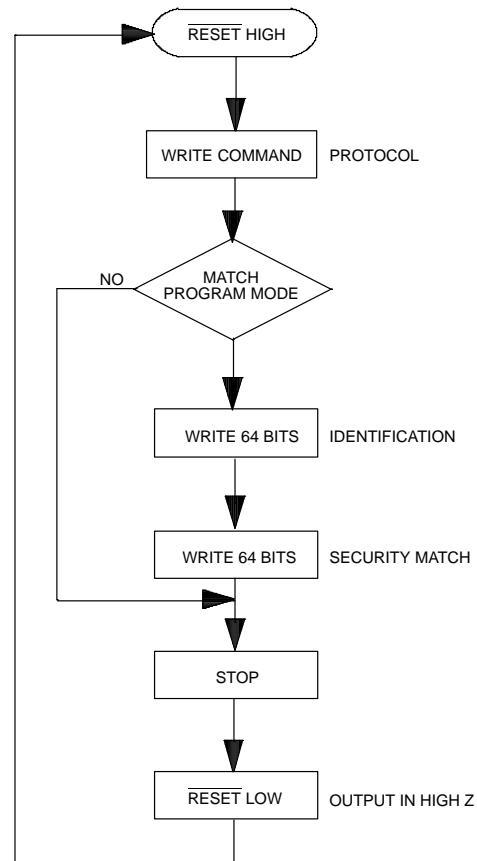 RESET HIGH
WRITE COMMAND PROTOCOL
NO MATCH
PROGRAM MODE
WRITE 64 BITS IDENTIFICATION
WRITE 64 BITS SECURITY MATCH
STOP
RESET LOW OUTPUT IN HIGH Z